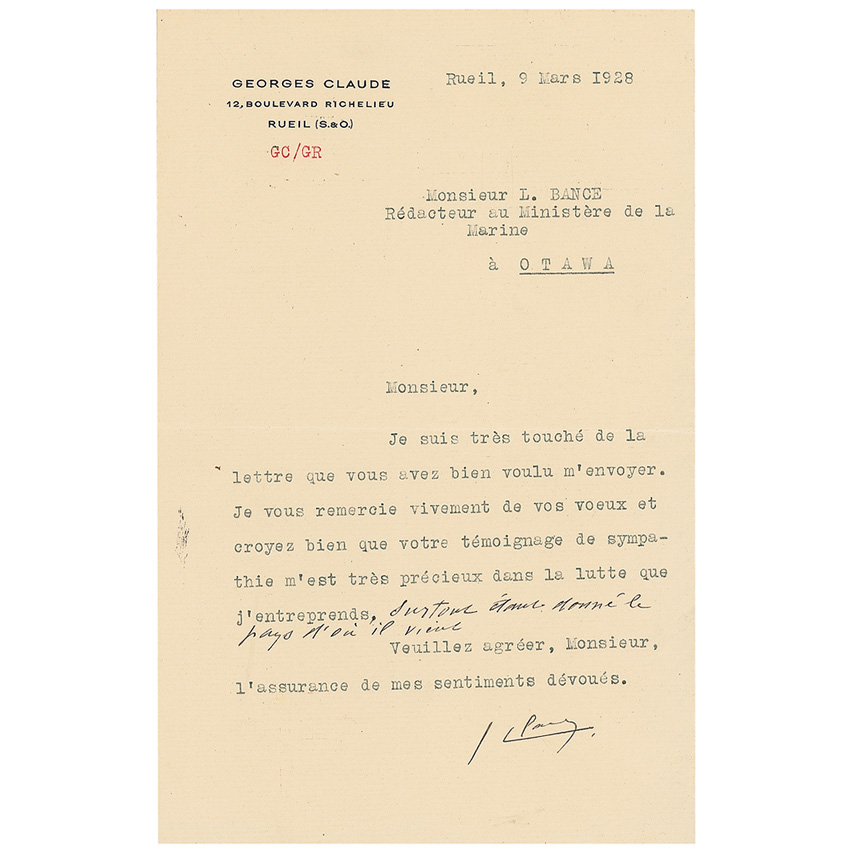 GEORGES CLAUDE
12, BOULEVARD RICHELIEU
RUEIL (S.&O.)
GC/GR
Rueil, 9 Mars 1928
Monsieur L. BANCE
Rédacteur au Ministère de la
Marine
à O T A W A
Monsieur,
Je suis très touché de la
lettre que vous avez bien voulu m'envoyer.
Je vous remercie vivement de vos voeux et
croyez bien que votre témoignage de sympa-
thie m'est très précieux dans la lutte que
j'entreprends, surtout étant donné le
pays d'où il vient
Veuillez agréer, Monsieur,
l'assurance de mes sentiments dévoués.